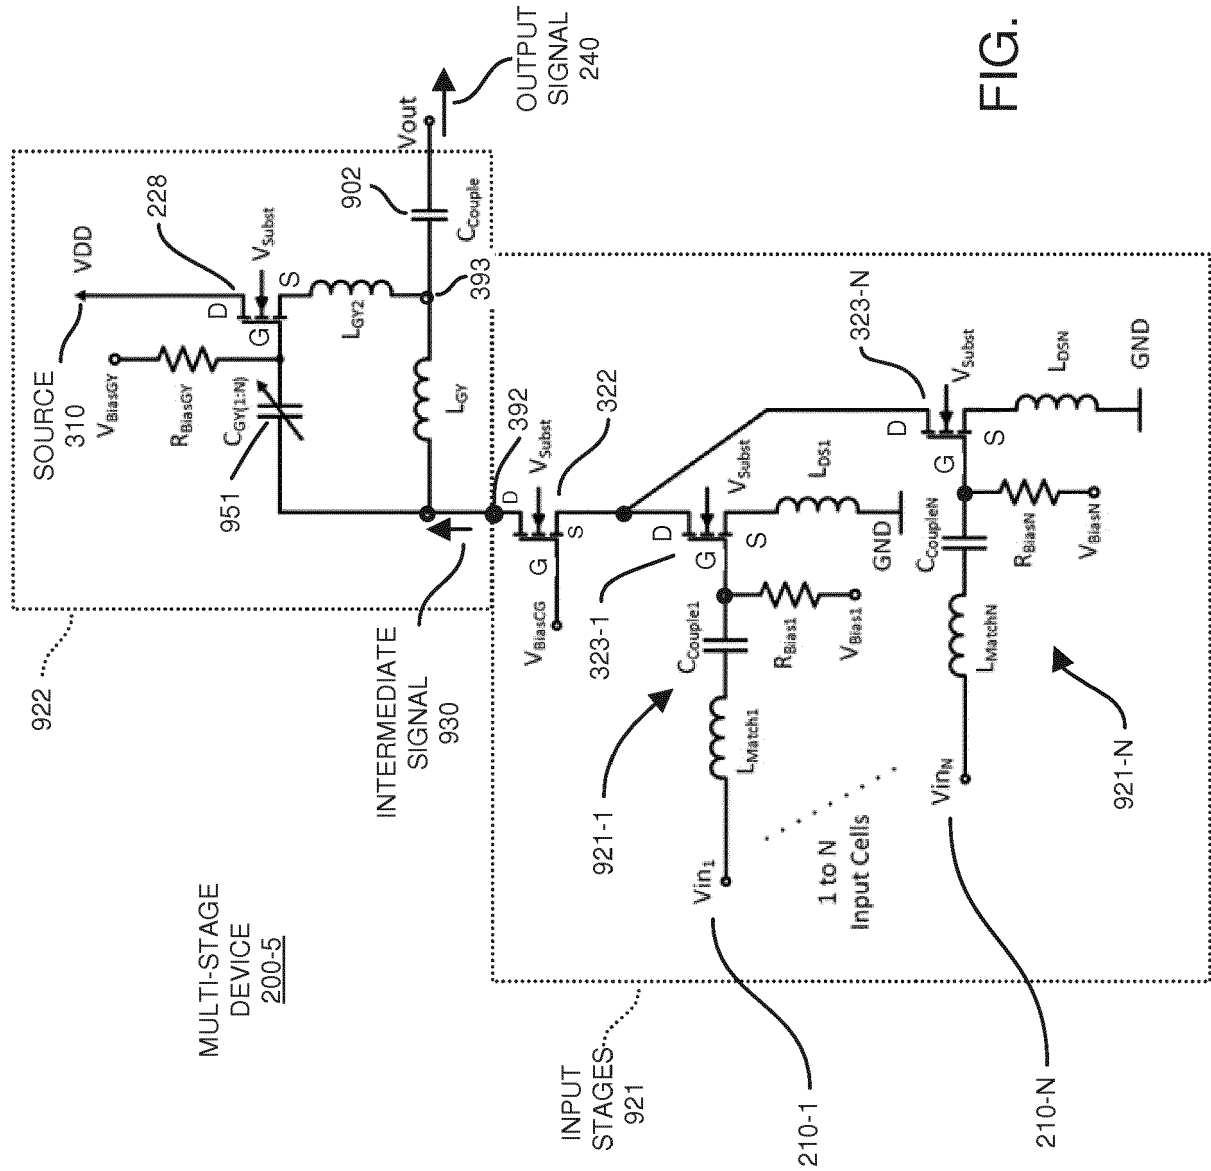 MULTI-STAGE
DEVICE
200-5
922
SOURCE
310
VDD
228
V_BiasGY
R_BiasGY
C_GY(1:N)
951
D
G
S
V_Subst
L_GY2
L_GY
393
902
C_Couple
Vout
OUTPUT
SIGNAL
240
INTERMEDIATE
SIGNAL
930
392
D
G
S
V_Subst
322
V_BiasCG
323-1
D
G
S
V_Subst
L_DS1
GND
C_Couple1
R_Bias1
V_Bias1
L_Match1
921-1
Vin_1
1 to N
Input Cells
323-N
D
G
S
V_Subst
L_DSN
GND
C_CoupleN
R_BiasN
V_BiasN
L_MatchN
921-N
Vin_N
INPUT
STAGES
921
210-1
210-N
FIG.